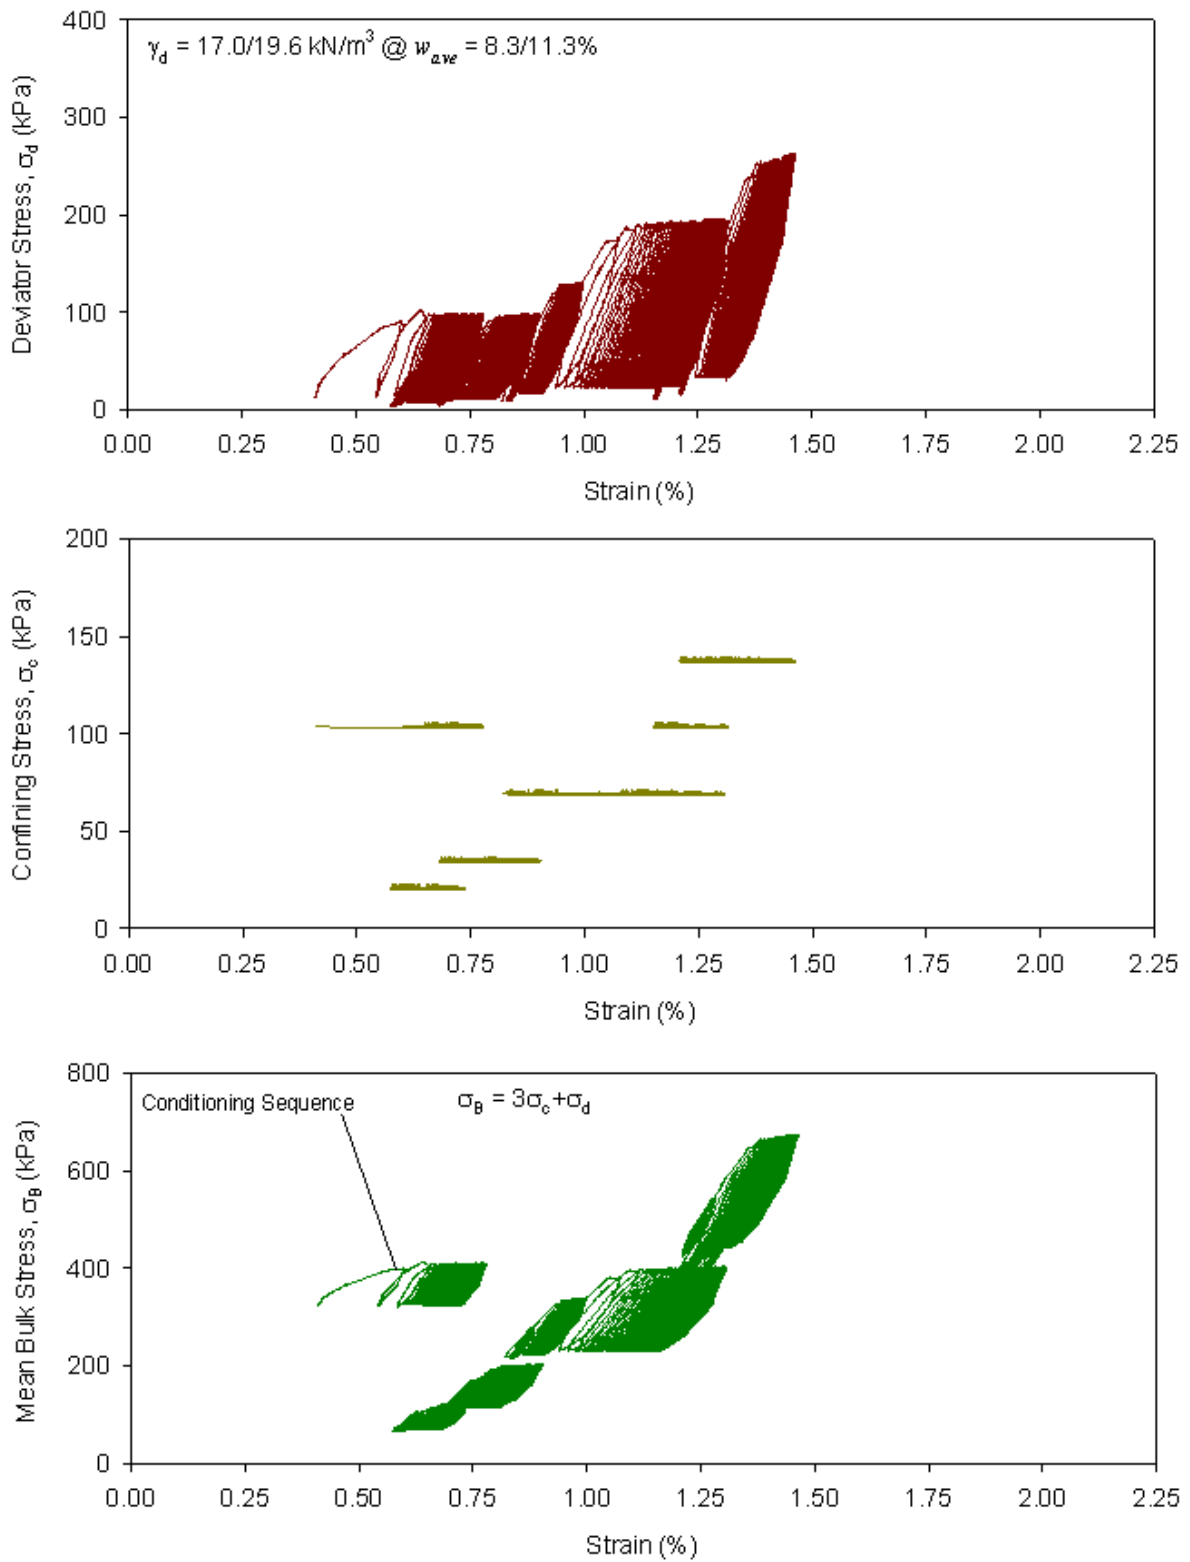 γd = 17.0/19.6 kN/m³ @ wave = 8.3/11.3%
Deviator Stress, σd (kPa)
400
300
200
100
0
0.00 0.25 0.50 0.75 1.00 1.25 1.50 1.75 2.00 2.25
Strain (%)
Confining Stress, σc (kPa)
200
150
100
50
0
0.00 0.25 0.50 0.75 1.00 1.25 1.50 1.75 2.00 2.25
Strain (%)
Mean Bulk Stress, σB (kPa)
800
Conditioning Sequence
σB = 3σc+σd
600
400
200
0
0.00 0.25 0.50 0.75 1.00 1.25 1.50 1.75 2.00 2.25
Strain (%)